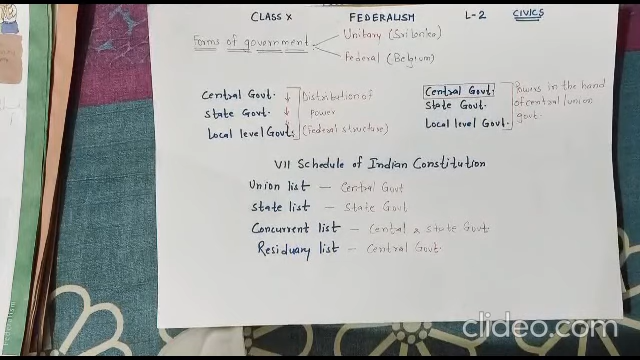 CLASS X FEDERALISM L-2 CIVICS
Forms of government
Unitary (Sri lanka)
Federal (Belgium)
Central Govt.
State Govt.
Local level Govt.
Distribution of
power
(Federal structure)
Central Govt.
State Govt.
Local level Govt.
Powers in the hand
of central/union
govt.
VII Schedule of Indian Constitution
Union list – Central Govt
State list – State Govt
Concurrent list – Central & State Govt
Residuary list – Central Govt.
clideo.com